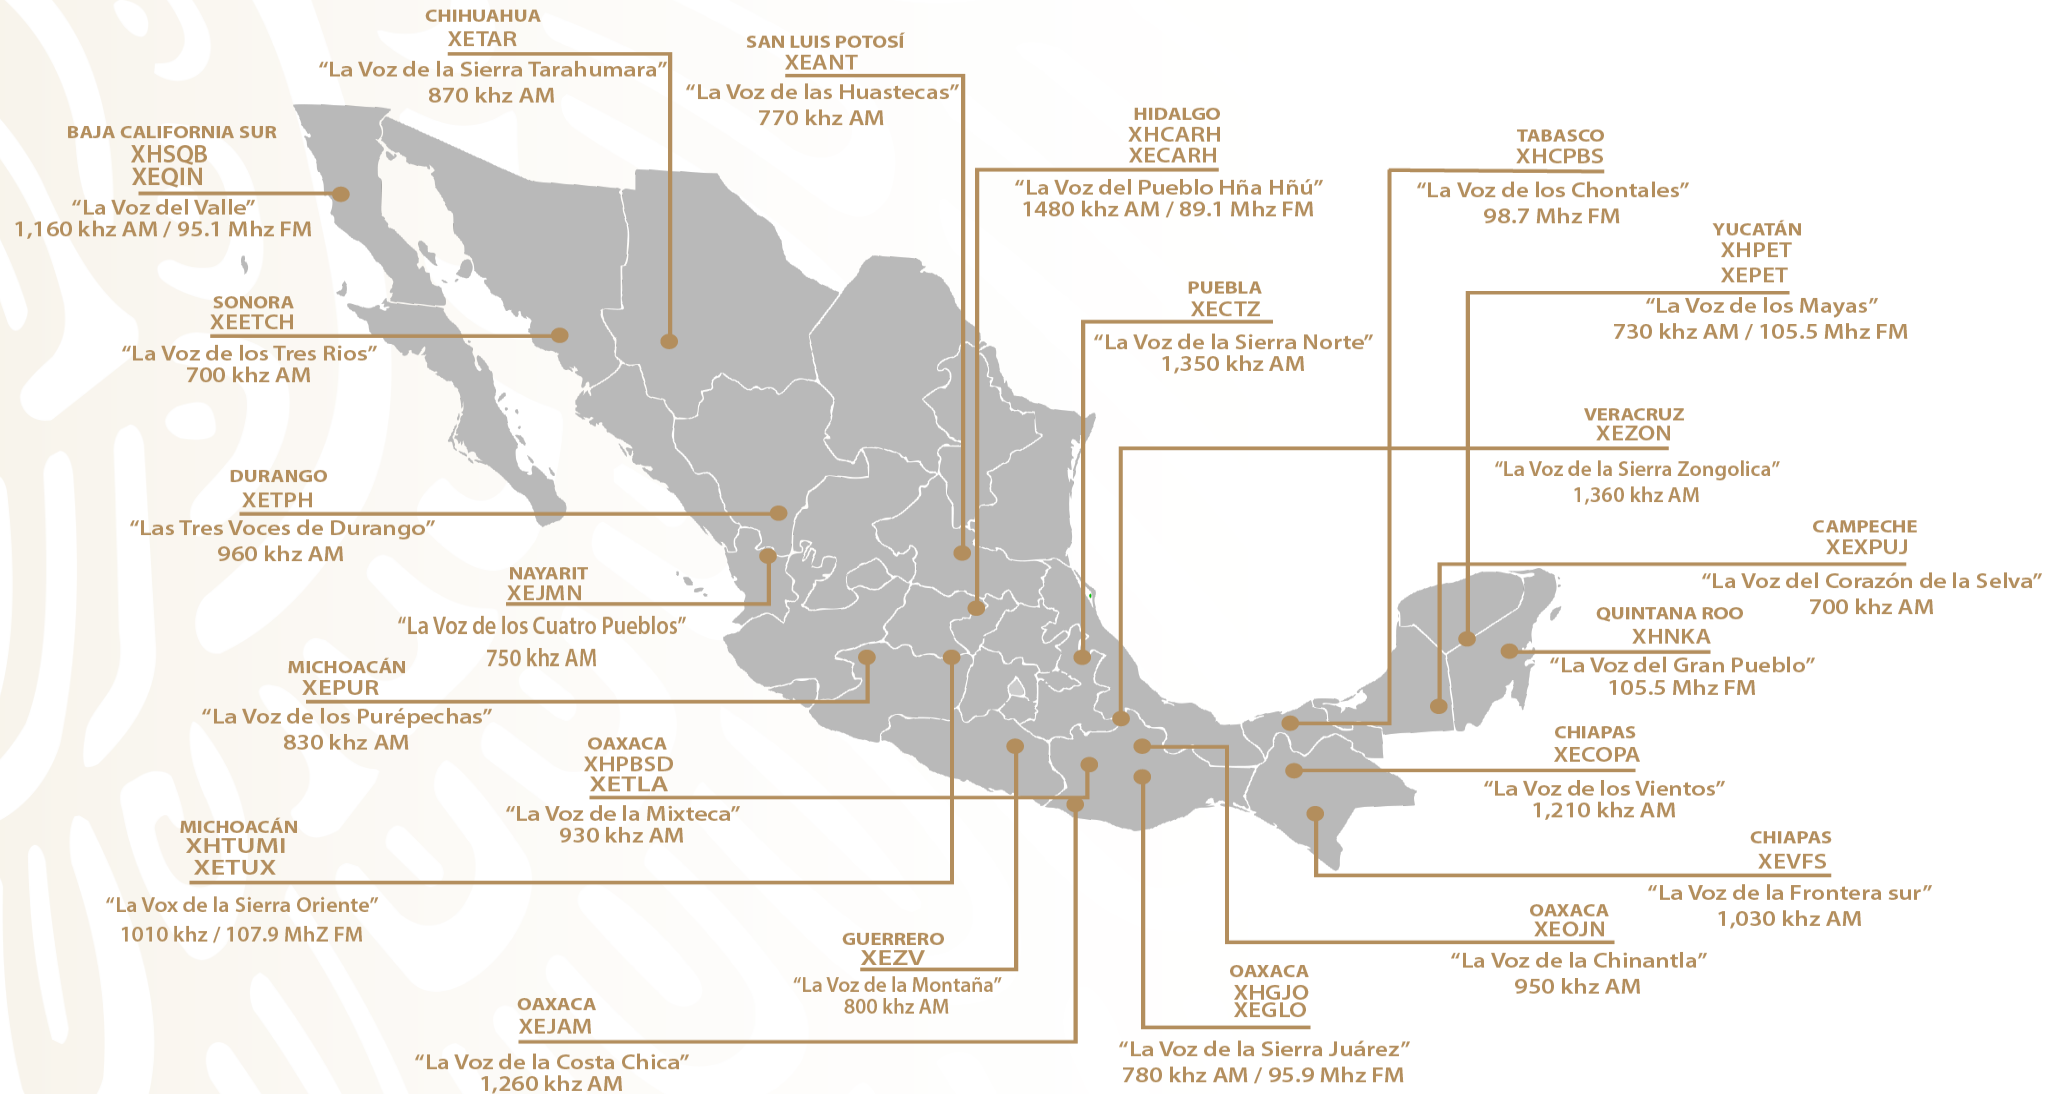 CHIHUAHUA
XETAR
“La Voz de la Sierra Tarahumara”
870 khz AM
SAN LUIS POTOSÍ
XEANT
“La Voz de las Huastecas”
770 khz AM
HIDALGO
XHCARH
XECARH
“La Voz del Pueblo Hña Hñú”
1480 khz AM / 89.1 Mhz FM
TABASCO
XHCPBS
“La Voz de los Chontales”
98.7 Mhz FM
BAJA CALIFORNIA SUR
XHSQB
XEQIN
“La Voz del Valle”
1,160 khz AM / 95.1 Mhz FM
YUCATÁN
XHPET
XEPET
“La Voz de los Mayas”
730 khz AM / 105.5 Mhz FM
SONORA
XEETCH
“La Voz de los Tres Rios”
700 khz AM
PUEBLA
XECTZ
“La Voz de la Sierra Norte”
1,350 khz AM
VERACRUZ
XEZON
“La Voz de la Sierra Zongolica”
1,360 khz AM
DURANGO
XETPH
“Las Tres Voces de Durango”
960 khz AM
CAMPECHE
XEXPUJ
“La Voz del Corazón de la Selva”
700 khz AM
NAYARIT
XEJMN
“La Voz de los Cuatro Pueblos”
750 khz AM
QUINTANA ROO
XHNKA
“La Voz del Gran Pueblo”
105.5 Mhz FM
MICHOACÁN
XEPUR
“La Voz de los Purépechas”
830 khz AM
CHIAPAS
XECOPA
“La Voz de los Vientos”
1,210 khz AM
OAXACA
XHPBSD
XETLA
“La Voz de la Mixteca”
930 khz AM
MICHOACÁN
XHTUMI
XETUX
“La Vox de la Sierra Oriente”
1010 khz / 107.9 MhZ FM
CHIAPAS
XEVFS
“La Voz de la Frontera sur”
1,030 khz AM
OAXACA
XEOJN
“La Voz de la Chinantla”
950 khz AM
GUERRERO
XEZV
“La Voz de la Montaña”
800 khz AM
OAXACA
XHGJO
XEGLO
“La Voz de la Sierra Juárez”
780 khz AM / 95.9 Mhz FM
OAXACA
XEJAM
“La Voz de la Costa Chica”
1,260 khz AM